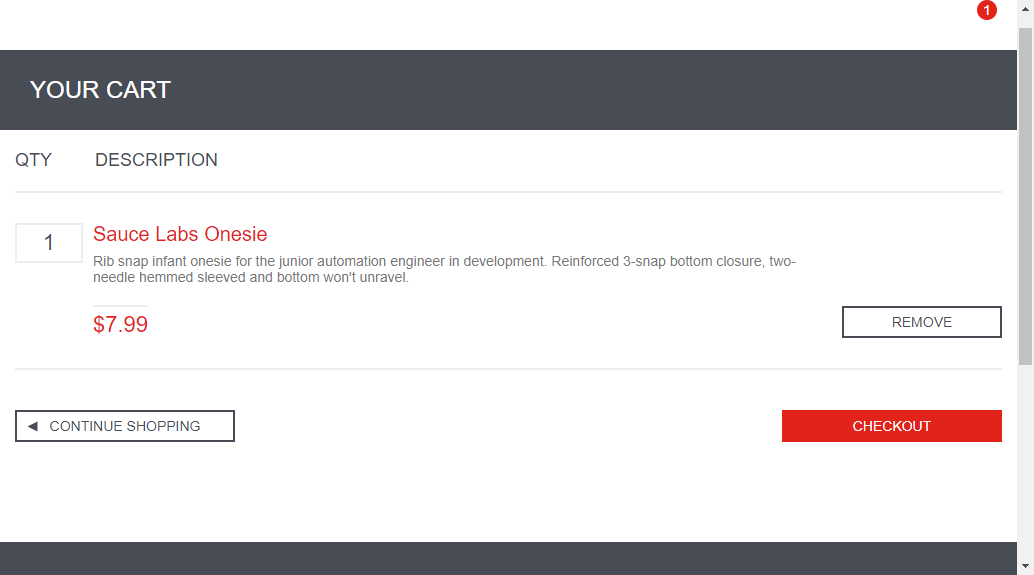 1
YOUR CART
QTY DESCRIPTION
1 Sauce Labs Onesie
Rib snap infant onesie for the junior automation engineer in development. Reinforced 3-snap bottom closure, two-
needle hemmed sleeved and bottom won't unravel.
$7.99 REMOVE
CONTINUE SHOPPING CHECKOUT